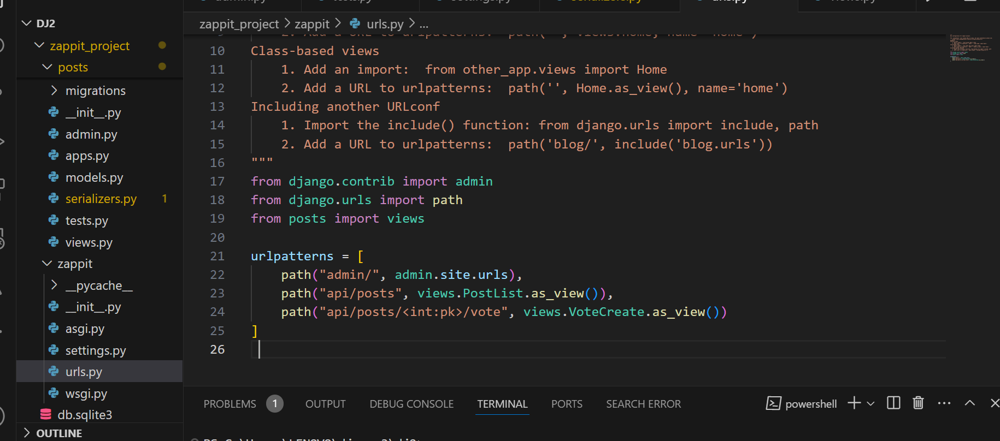 DJ2
zappit_project
posts
migrations
__init__.py
admin.py
apps.py
models.py
serializers.py 1
tests.py
views.py
zappit
__pycache__
__init__.py
asgi.py
settings.py
urls.py
wsgi.py
db.sqlite3
OUTLINE
zappit_project > zappit > urls.py > ...
10 Class-based views
11     1. Add an import:  from other_app.views import Home
12     2. Add a URL to urlpatterns:  path('', Home.as_view(), name='home')
13 Including another URLconf
14     1. Import the include() function: from django.urls import include, path
15     2. Add a URL to urlpatterns:  path('blog/', include('blog.urls'))
16 """
17 from django.contrib import admin
18 from django.urls import path
19 from posts import views
20
21 urlpatterns = [
22     path("admin/", admin.site.urls),
23     path("api/posts", views.PostList.as_view()),
24     path("api/posts/<int:pk>/vote", views.VoteCreate.as_view())
25 ]
26
PROBLEMS 1 OUTPUT DEBUG CONSOLE TERMINAL PORTS SEARCH ERROR powershell